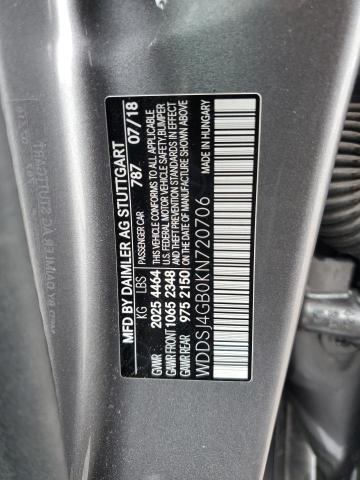 MFD BY DAIMLER AG STUTTGART
KG LBS PASSENGER CAR 787 07/18
GVWR 2025 4464 THIS VEHICLE CONFORMS TO ALL APPLICABLE
GAWR FRONT 1065 2348 U.S. FEDERAL MOTOR VEHICLE SAFETY, BUMPER
GAWR REAR 975 2150 AND THEFT PREVENTION STANDARDS IN EFFECT
ON THE DATE OF MANUFACTURE SHOWN ABOVE.
WDDSJ4GB0KN720706 MADE IN HUNGARY